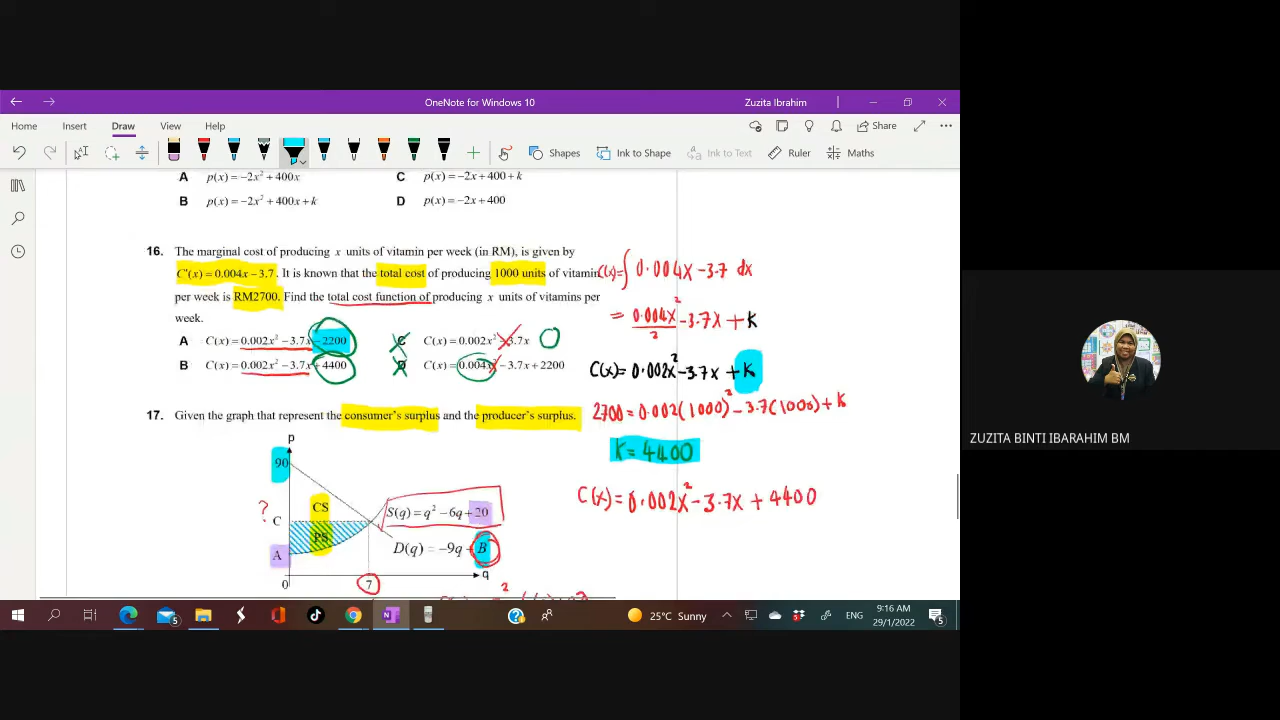 OneNote for Windows 10
Zuzita Ibrahim
Home Insert Draw View Help
Share
Shapes Ink to Shape Ink to Text Ruler Maths
A p(x) = −2x² + 400x C p(x) = −2x + 400 + k
B p(x) = −2x² + 400x + k D p(x) = −2x + 400
16. The marginal cost of producing x units of vitamin per week (in RM), is given by
C'(x) = 0.004x − 3.7 . It is known that the total cost of producing 1000 units of vitamin
per week is RM2700. Find the total cost function of producing x units of vitamins per
week.
A C(x) = 0.002x² − 3.7x − 2200 C C(x) = 0.002x² − 3.7x
B C(x) = 0.002x² − 3.7x + 4400 D C(x) = 0.004x − 3.7x + 2200
C(x)=∫ 0.004x −3.7 dx
= 0.004x²/2 −3.7x + K
C(x)= 0.002x² −3.7x + K
2700 = 0.002(1000)² − 3.7(1000) + K
K = 4400
C(x)= 0.002x² − 3.7x + 4400
17. Given the graph that represent the consumer's surplus and the producer's surplus.
p
90
? C CS S(q) = q² − 6q + 20
PS
A D(q) = −9q + B
0 7 q
ZUZITA BINTI IBARAHIM BM
5 25°C Sunny ENG 9:16 AM
29/1/2022 5